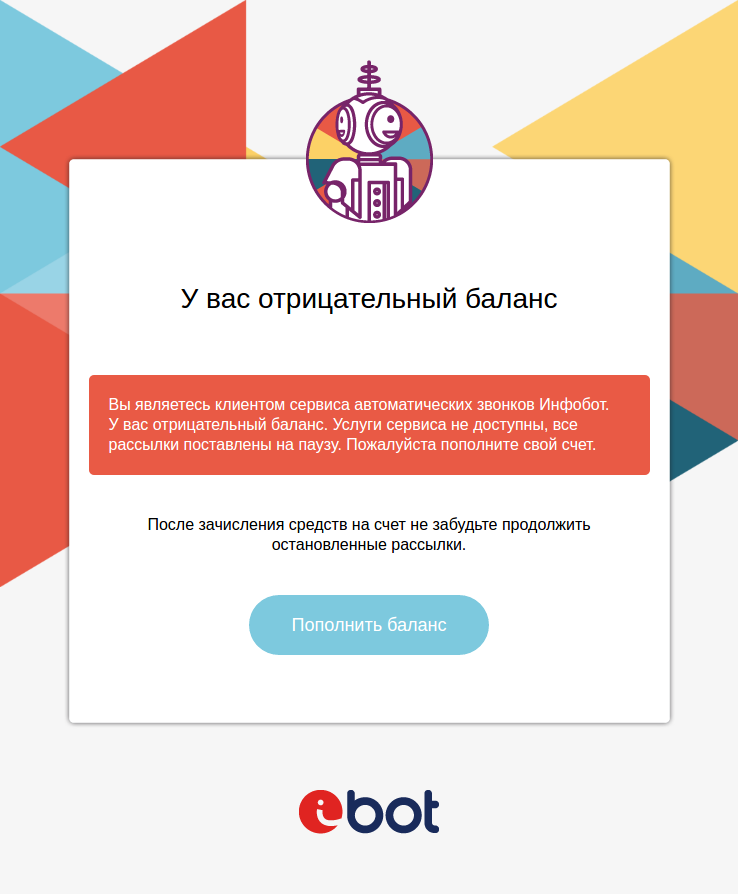 У вас отрицательный баланс
Вы являетесь клиентом сервиса автоматических звонков Инфобот.
У вас отрицательный баланс. Услуги сервиса не доступны, все
рассылки поставлены на паузу. Пожалуйста пополните свой счет.
После зачисления средств на счет не забудьте продолжить
остановленные рассылки.
Пополнить баланс
ibot